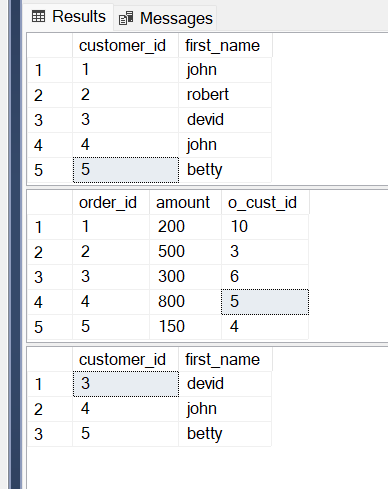 Results Messages
customer_id first_name
1 1 john
2 2 robert
3 3 devid
4 4 john
5 5 betty
order_id amount o_cust_id
1 1 200 10
2 2 500 3
3 3 300 6
4 4 800 5
5 5 150 4
customer_id first_name
1 3 devid
2 4 john
3 5 betty